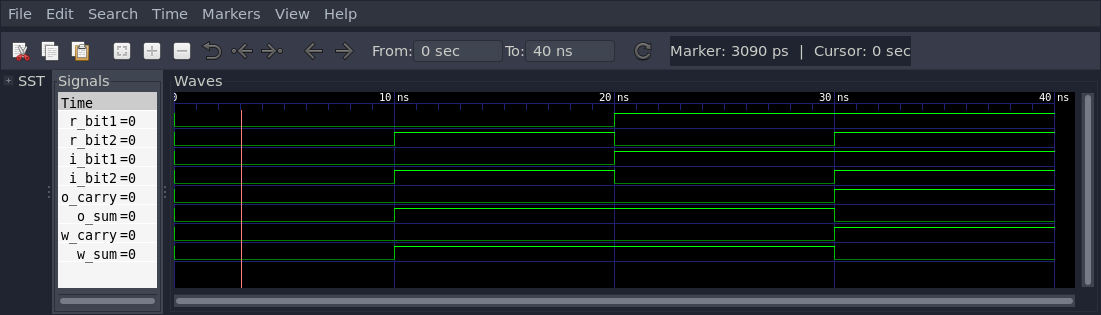 File Edit Search Time Markers View Help
From: 0 sec To: 40 ns Marker: 3090 ps | Cursor: 0 sec
SST
Signals
Time
r_bit1=0
r_bit2=0
i_bit1=0
i_bit2=0
o_carry=0
o_sum=0
w_carry=0
w_sum=0
Waves
0 10 ns 20 ns 30 ns 40 ns